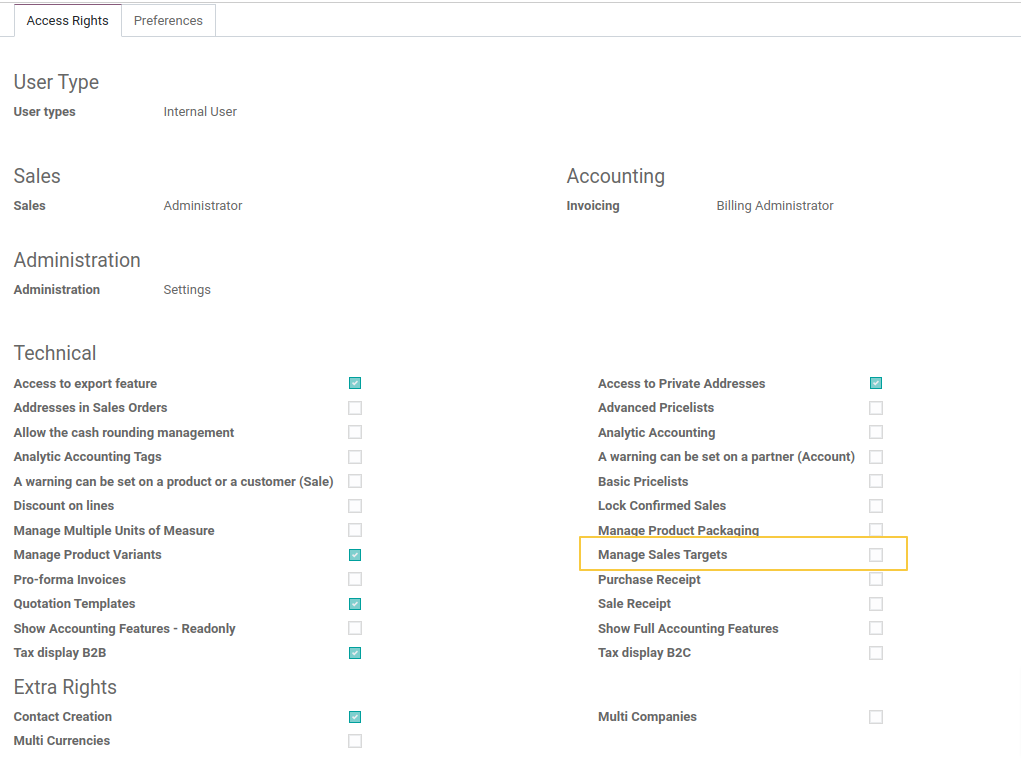 Access Rights Preferences
User Type
User types Internal User
Sales Accounting
Sales Administrator Invoicing Billing Administrator
Administration
Administration Settings
Technical
Access to export feature Access to Private Addresses
Addresses in Sales Orders Advanced Pricelists
Allow the cash rounding management Analytic Accounting
Analytic Accounting Tags A warning can be set on a partner (Account)
A warning can be set on a product or a customer (Sale) Basic Pricelists
Discount on lines Lock Confirmed Sales
Manage Multiple Units of Measure Manage Product Packaging
Manage Product Variants Manage Sales Targets
Pro-forma Invoices Purchase Receipt
Quotation Templates Sale Receipt
Show Accounting Features - Readonly Show Full Accounting Features
Tax display B2B Tax display B2C
Extra Rights
Contact Creation Multi Companies
Multi Currencies